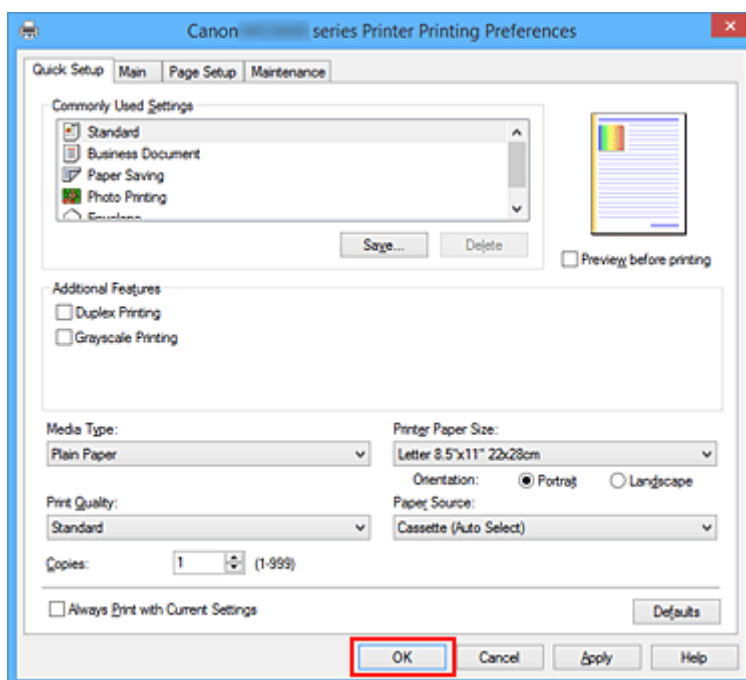 Canon series Printer Printing Preferences
Quick Setup Main Page Setup Maintenance
Commonly Used Settings
Standard
Business Document
Paper Saving
Photo Printing
Envelope
Save... Delete
Preview before printing
Additional Features
Duplex Printing
Grayscale Printing
Media Type: Printer Paper Size:
Plain Paper Letter 8.5"x11" 22x28cm
Orientation: Portrait Landscape
Print Quality: Paper Source:
Standard Cassette (Auto Select)
Copies: 1 (1-999)
Always Print with Current Settings Defaults
OK Cancel Apply Help